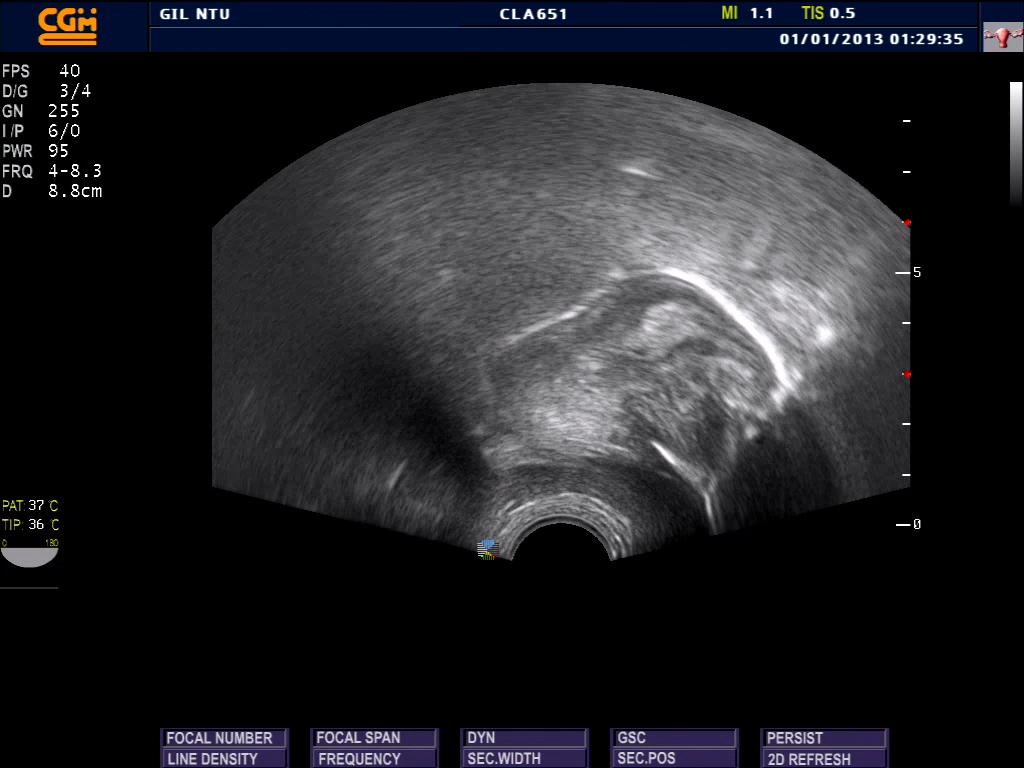 CGM
GIL NTU CLA651 MI 1.1 TIS 0.5
01/01/2013 01:29:35
FPS 40
D/G 3/4
GN 255
I/P 6/0
PWR 95
FRQ 4-8.3
D 8.8cm
5
PAT: 37 °C
TIP: 36 °C
0 180
0
FOCAL NUMBER FOCAL SPAN DYN GSC PERSIST
LINE DENSITY FREQUENCY SEC.WIDTH SEC.POS 2D REFRESH